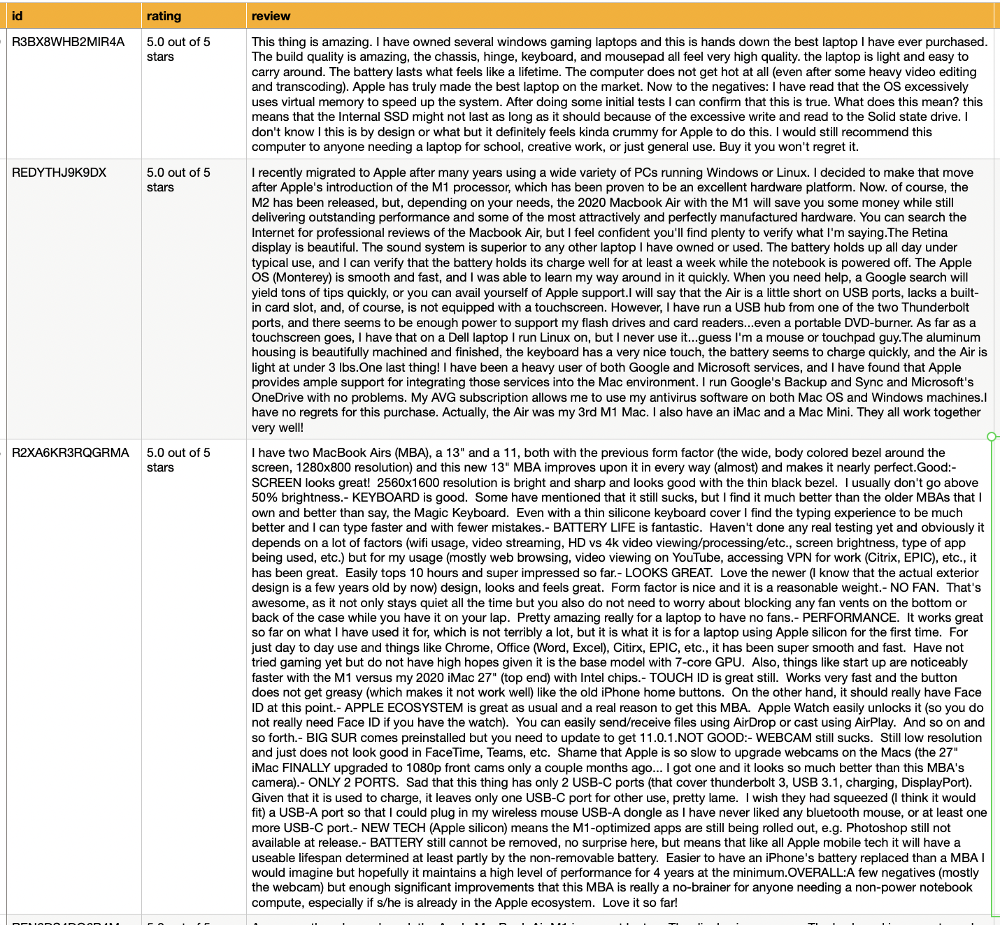 id rating review
R3BX8WHB2MIR4A 5.0 out of 5 This thing is amazing. I have owned several windows gaming laptops and this is hands down the best laptop I have ever purchased.
stars The build quality is amazing, the chassis, hinge, keyboard, and mousepad all feel very high quality. the laptop is light and easy to
carry around. The battery lasts what feels like a lifetime. The computer does not get hot at all (even after some heavy video editing
and transcoding). Apple has truly made the best laptop on the market. Now to the negatives: I have read that the OS excessively
uses virtual memory to speed up the system. After doing some initial tests I can confirm that this is true. What does this mean? this
means that the Internal SSD might not last as long as it should because of the excessive write and read to the Solid state drive. I
don't know I this is by design or what but it definitely feels kinda crummy for Apple to do this. I would still recommend this
computer to anyone needing a laptop for school, creative work, or just general use. Buy it you won't regret it.
REDYTHJ9K9DX 5.0 out of 5 I recently migrated to Apple after many years using a wide variety of PCs running Windows or Linux. I decided to make that move
stars after Apple's introduction of the M1 processor, which has been proven to be an excellent hardware platform. Now. of course, the
M2 has been released, but, depending on your needs, the 2020 Macbook Air with the M1 will save you some money while still
delivering outstanding performance and some of the most attractively and perfectly manufactured hardware. You can search the
Internet for professional reviews of the Macbook Air, but I feel confident you'll find plenty to verify what I'm saying.The Retina
display is beautiful. The sound system is superior to any other laptop I have owned or used. The battery holds up all day under
typical use, and I can verify that the battery holds its charge well for at least a week while the notebook is powered off. The Apple
OS (Monterey) is smooth and fast, and I was able to learn my way around in it quickly. When you need help, a Google search will
yield tons of tips quickly, or you can avail yourself of Apple support.I will say that the Air is a little short on USB ports, lacks a built-
in card slot, and, of course, is not equipped with a touchscreen. However, I have run a USB hub from one of the two Thunderbolt
ports, and there seems to be enough power to support my flash drives and card readers...even a portable DVD-burner. As far as a
touchscreen goes, I have that on a Dell laptop I run Linux on, but I never use it...guess I'm a mouse or touchpad guy.The aluminum
housing is beautifully machined and finished, the keyboard has a very nice touch, the battery seems to charge quickly, and the Air is
light at under 3 lbs.One last thing! I have been a heavy user of both Google and Microsoft services, and I have found that Apple
provides ample support for integrating those services into the Mac environment. I run Google's Backup and Sync and Microsoft's
OneDrive with no problems. My AVG subscription allows me to use my antivirus software on both Mac OS and Windows machines.I
have no regrets for this purchase. Actually, the Air was my 3rd M1 Mac. I also have an iMac and a Mac Mini. They all work together
very well!
R2XA6KR3RQGRMA 5.0 out of 5 I have two MacBook Airs (MBA), a 13" and a 11, both with the previous form factor (the wide, body colored bezel around the
stars screen, 1280x800 resolution) and this new 13" MBA improves upon it in every way (almost) and makes it nearly perfect.Good:-
SCREEN looks great!  2560x1600 resolution is bright and sharp and looks good with the thin black bezel.  I usually don't go above
50% brightness.- KEYBOARD is good.  Some have mentioned that it still sucks, but I find it much better than the older MBAs that I
own and better than say, the Magic Keyboard.  Even with a thin silicone keyboard cover I find the typing experience to be much
better and I can type faster and with fewer mistakes.- BATTERY LIFE is fantastic.  Haven't done any real testing yet and obviously it
depends on a lot of factors (wifi usage, video streaming, HD vs 4k video viewing/processing/etc., screen brightness, type of app
being used, etc.) but for my usage (mostly web browsing, video viewing on YouTube, accessing VPN for work (Citrix, EPIC), etc., it
has been great.  Easily tops 10 hours and super impressed so far.- LOOKS GREAT.  Love the newer (I know that the actual exterior
design is a few years old by now) design, looks and feels great.  Form factor is nice and it is a reasonable weight.- NO FAN.  That's
awesome, as it not only stays quiet all the time but you also do not need to worry about blocking any fan vents on the bottom or
back of the case while you have it on your lap.  Pretty amazing really for a laptop to have no fans.- PERFORMANCE.  It works great
so far on what I have used it for, which is not terribly a lot, but it is what it is for a laptop using Apple silicon for the first time.  For
just day to day use and things like Chrome, Office (Word, Excel), Citirx, EPIC, etc., it has been super smooth and fast.  Have not
tried gaming yet but do not have high hopes given it is the base model with 7-core GPU.  Also, things like start up are noticeably
faster with the M1 versus my 2020 iMac 27" (top end) with Intel chips.- TOUCH ID is great still.  Works very fast and the button
does not get greasy (which makes it not work well) like the old iPhone home buttons.  On the other hand, it should really have Face
ID at this point.- APPLE ECOSYSTEM is great as usual and a real reason to get this MBA.  Apple Watch easily unlocks it (so you do
not really need Face ID if you have the watch).  You can easily send/receive files using AirDrop or cast using AirPlay.  And so on and
so forth.- BIG SUR comes preinstalled but you need to update to get 11.0.1.NOT GOOD:- WEBCAM still sucks.  Still low resolution
and just does not look good in FaceTime, Teams, etc.  Shame that Apple is so slow to upgrade webcams on the Macs (the 27"
iMac FINALLY upgraded to 1080p front cams only a couple months ago... I got one and it looks so much better than this MBA's
camera).- ONLY 2 PORTS.  Sad that this thing has only 2 USB-C ports (that cover thunderbolt 3, USB 3.1, charging, DisplayPort).
Given that it is used to charge, it leaves only one USB-C port for other use, pretty lame.  I wish they had squeezed (I think it would
fit) a USB-A port so that I could plug in my wireless mouse USB-A dongle as I have never liked any bluetooth mouse, or at least one
more USB-C port.- NEW TECH (Apple silicon) means the M1-optimized apps are still being rolled out, e.g. Photoshop still not
available at release.- BATTERY still cannot be removed, no surprise here, but means that like all Apple mobile tech it will have a
useable lifespan determined at least partly by the non-removable battery.  Easier to have an iPhone's battery replaced than a MBA I
would imagine but hopefully it maintains a high level of performance for 4 years at the minimum.OVERALL:A few negatives (mostly
the webcam) but enough significant improvements that this MBA is really a no-brainer for anyone needing a non-power notebook
compute, especially if s/he is already in the Apple ecosystem.  Love it so far!